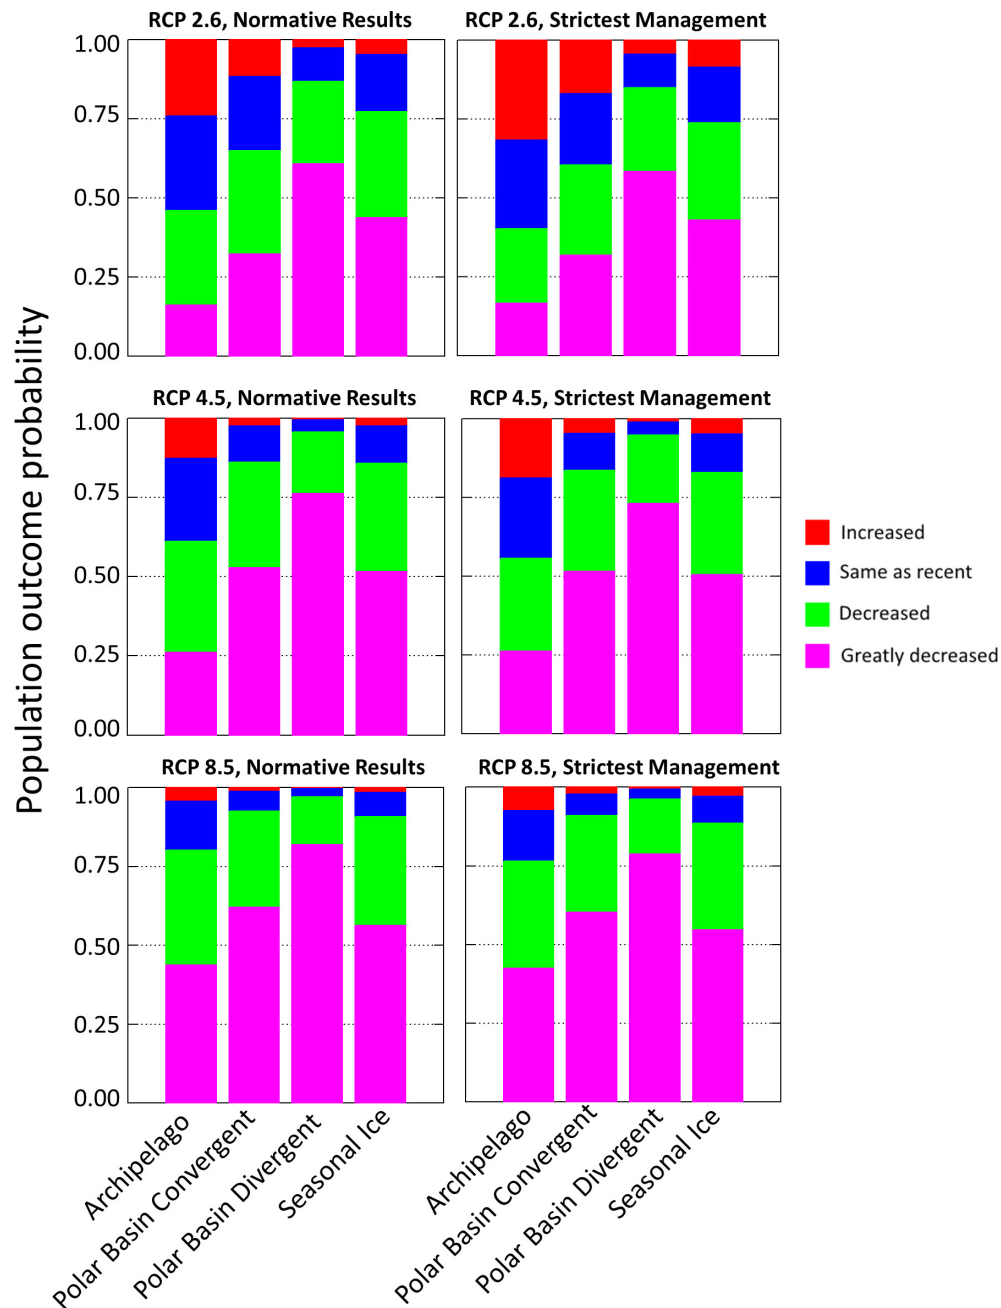 RCP 2.6, Normative Results
RCP 2.6, Strictest Management
1.00
0.75
0.50
0.25
0.00
RCP 4.5, Normative Results
RCP 4.5, Strictest Management
1.00
0.75
0.50
0.25
0.00
RCP 8.5, Normative Results
RCP 8.5, Strictest Management
1.00
0.75
0.50
0.25
0.00
Population outcome probability
Increased
Same as recent
Decreased
Greatly decreased
Archipelago
Polar Basin Convergent
Polar Basin Divergent
Seasonal Ice
Archipelago
Polar Basin Convergent
Polar Basin Divergent
Seasonal Ice